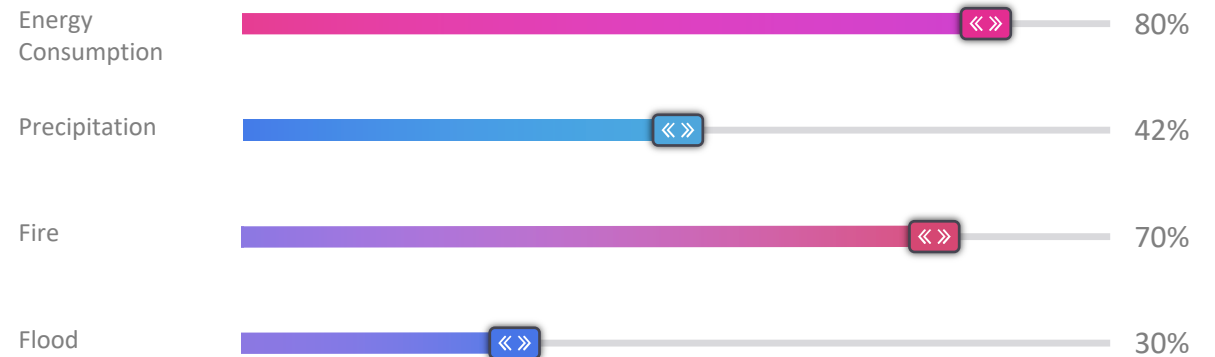 Energy
Consumption
80%
Precipitation
42%
Fire
70%
Flood
30%